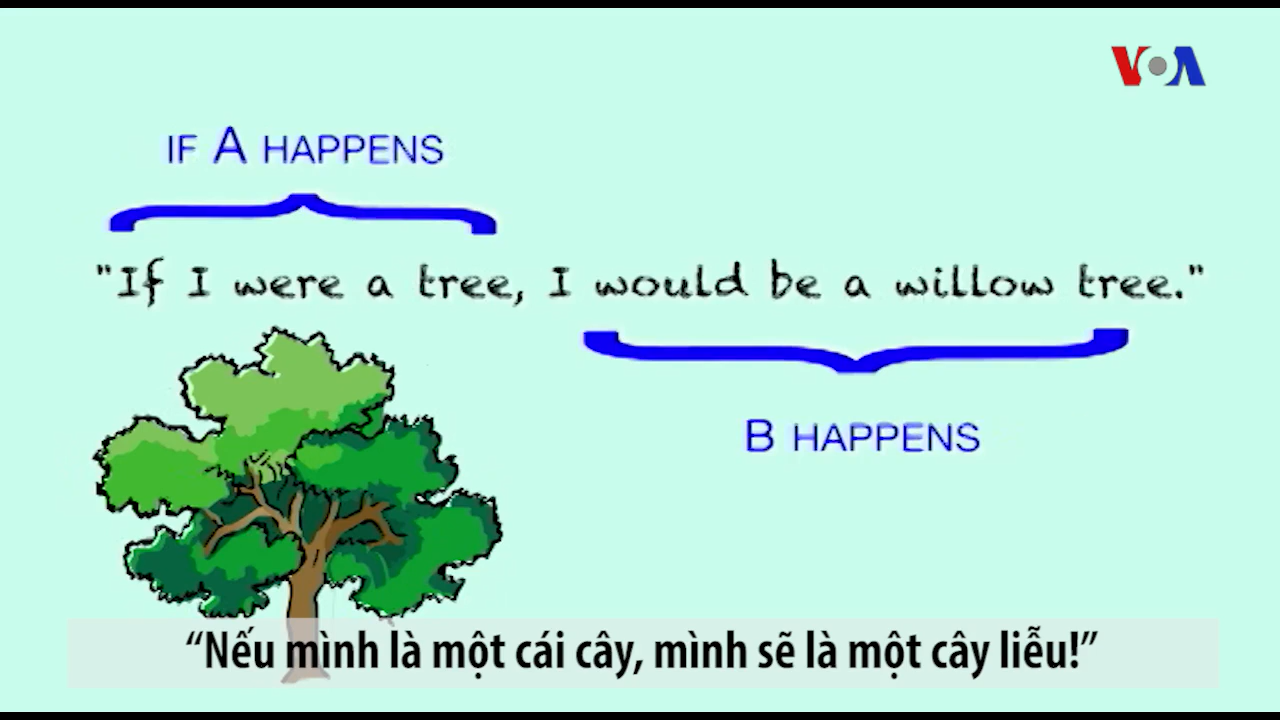 VOA
IF A HAPPENS
"If I were a tree, I would be a willow tree."
B HAPPENS
“Nếu mình là một cái cây, mình sẽ là một cây liễu!”